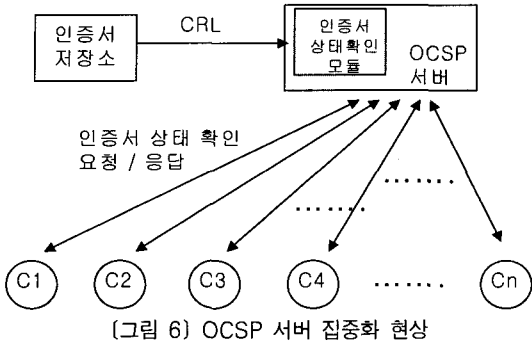 인증서
저장소
CRL
인증서
상태확인
모듈
OCSP
서버
인증서 상태 확인
요청 / 응답
.......
.......
C1
C2
C3
C4
.......
Cn
(그림 6) OCSP 서버 집중화 현상